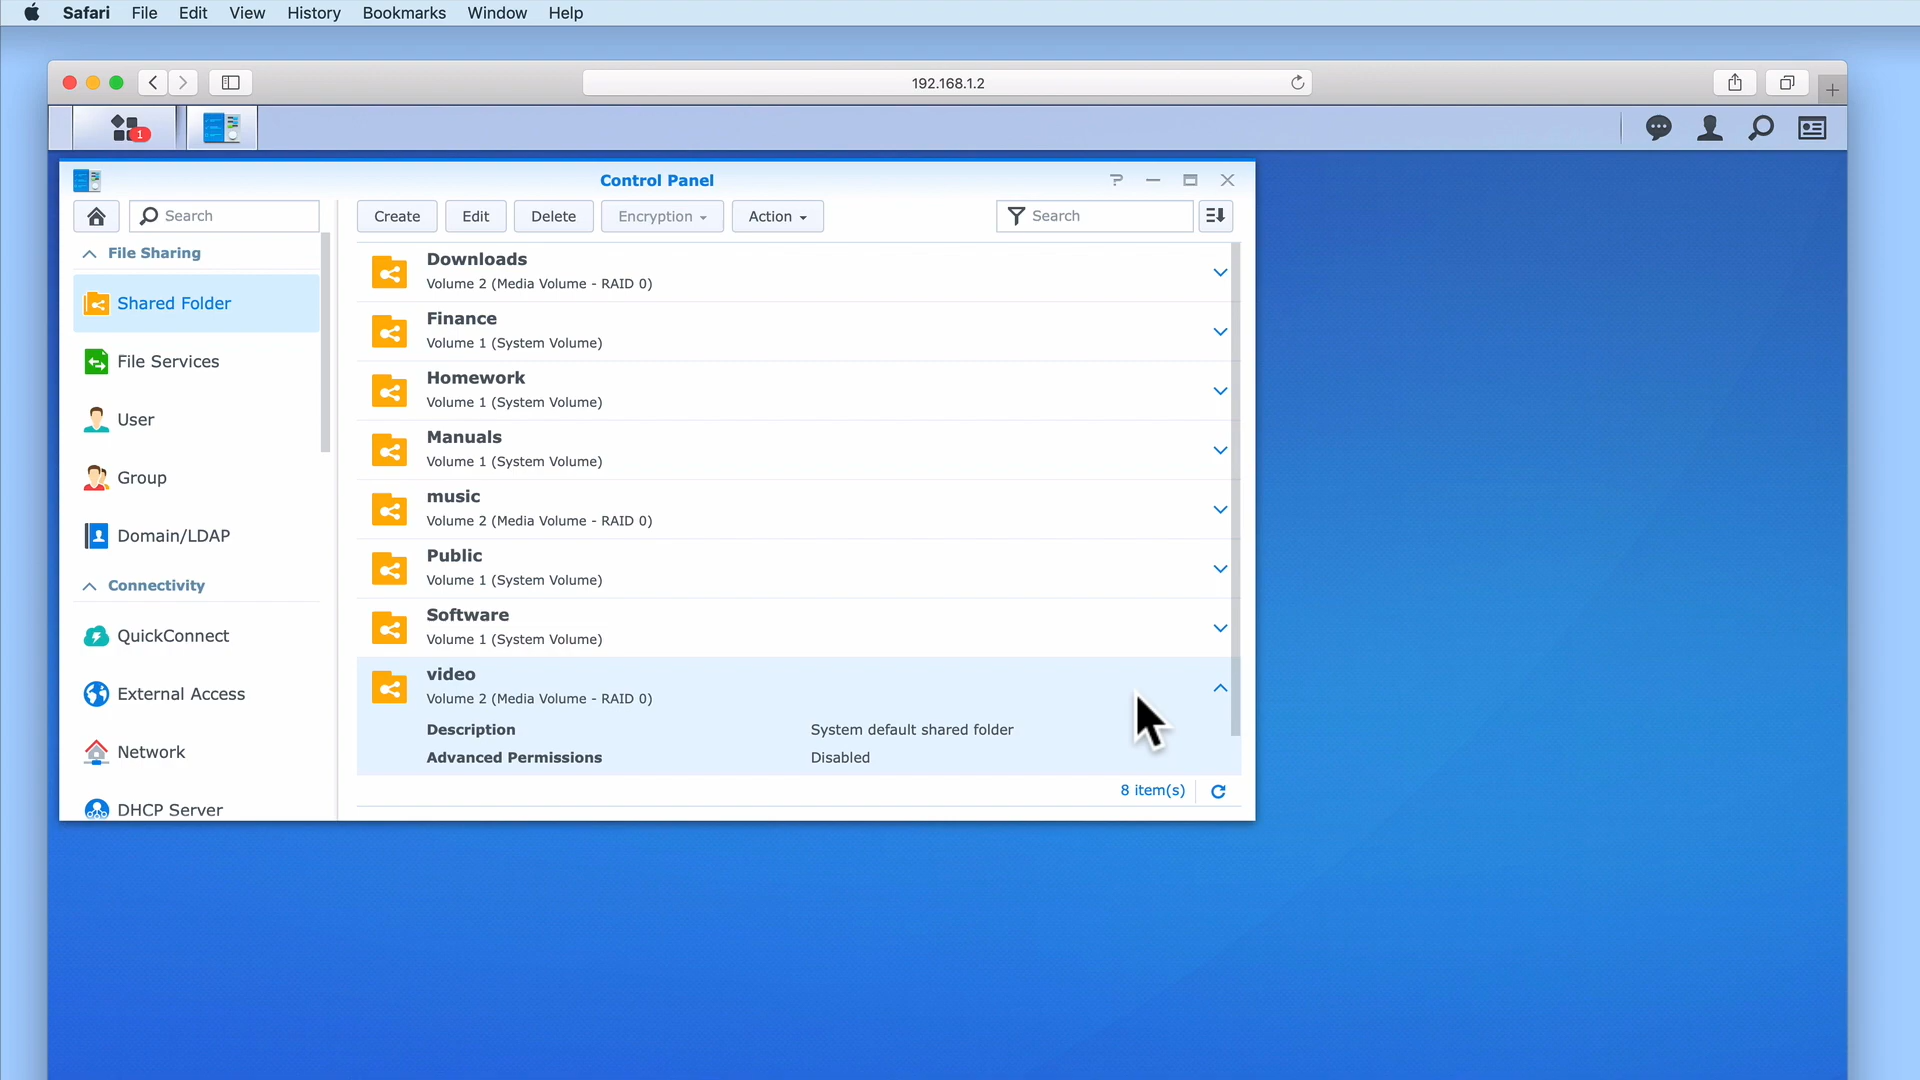 Safari File Edit View History Bookmarks Window Help
192.168.1.2
1
Control Panel
Search
Create Edit Delete Encryption Action
Search
File Sharing
Shared Folder
File Services
User
Group
Domain/LDAP
Connectivity
QuickConnect
External Access
Network
DHCP Server
Downloads
Volume 2 (Media Volume - RAID 0)
Finance
Volume 1 (System Volume)
Homework
Volume 1 (System Volume)
Manuals
Volume 1 (System Volume)
music
Volume 2 (Media Volume - RAID 0)
Public
Volume 1 (System Volume)
Software
Volume 1 (System Volume)
video
Volume 2 (Media Volume - RAID 0)
Description System default shared folder
Advanced Permissions Disabled
8 item(s)